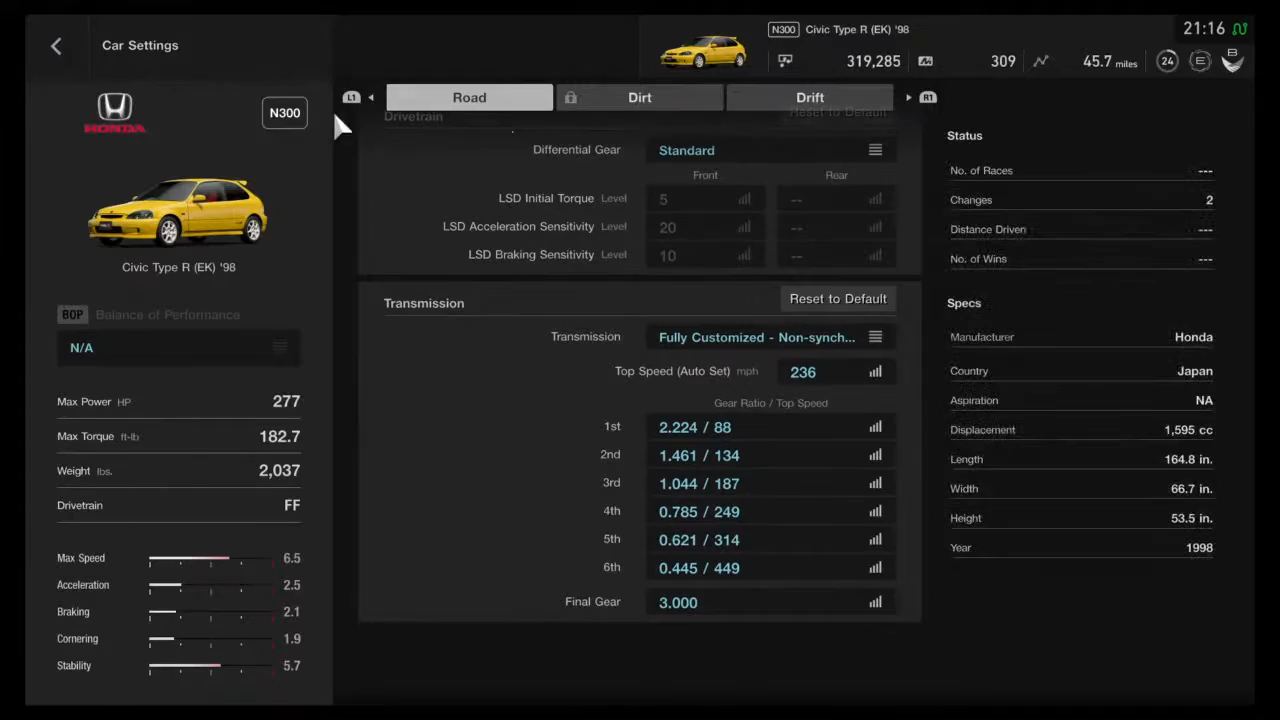 Car Settings
N300 Civic Type R (EK) '98
319,285 309 45.7 miles 24 E B
21:16
HONDA
N300
Civic Type R (EK) '98
BOP Balance of Performance
N/A
Max Power HP 277
Max Torque ft-lb 182.7
Weight lbs. 2,037
Drivetrain FF
Max Speed 6.5
Acceleration 2.5
Braking 2.1
Cornering 1.9
Stability 5.7
L1 Road Dirt Drift R1
Drivetrain Reset to Default
Differential Gear Standard
Front Rear
LSD Initial Torque Level 5 --
LSD Acceleration Sensitivity Level 20 --
LSD Braking Sensitivity Level 10 --
Transmission Reset to Default
Transmission Fully Customized - Non-synch...
Top Speed (Auto Set) mph 236
Gear Ratio / Top Speed
1st 2.224 / 88
2nd 1.461 / 134
3rd 1.044 / 187
4th 0.785 / 249
5th 0.621 / 314
6th 0.445 / 449
Final Gear 3.000
Status
No. of Races ---
Changes 2
Distance Driven ---
No. of Wins ---
Specs
Manufacturer Honda
Country Japan
Aspiration NA
Displacement 1,595 cc
Length 164.8 in.
Width 66.7 in.
Height 53.5 in.
Year 1998